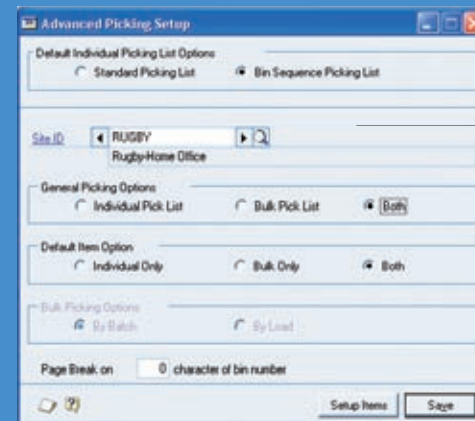 Advanced Picking Setup
Default Individual Picking List Options
Standard Picking List Bin Sequence Picking List
Site ID RUGBY
Rugby-Home Office
General Picking Options
Individual Pick List Bulk Pick List Both
Default Item Option
Individual Only Bulk Only Both
Bulk Picking Options
By Batch By Load
Page Break on 0 character of bin number
Setup Items Save